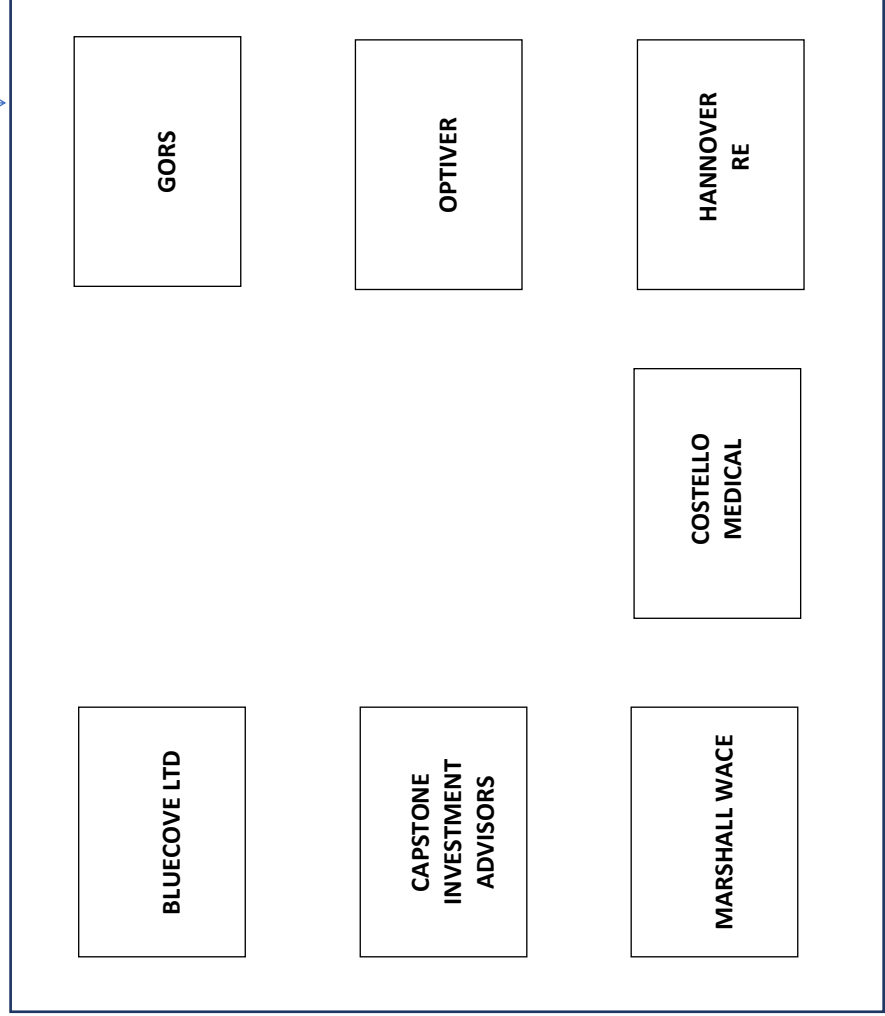 GORS
OPTIVER
HANNOVER
RE
COSTELLO
MEDICAL
BLUECOVE LTD
CAPSTONE
INVESTMENT
ADVISORS
MARSHALL WACE